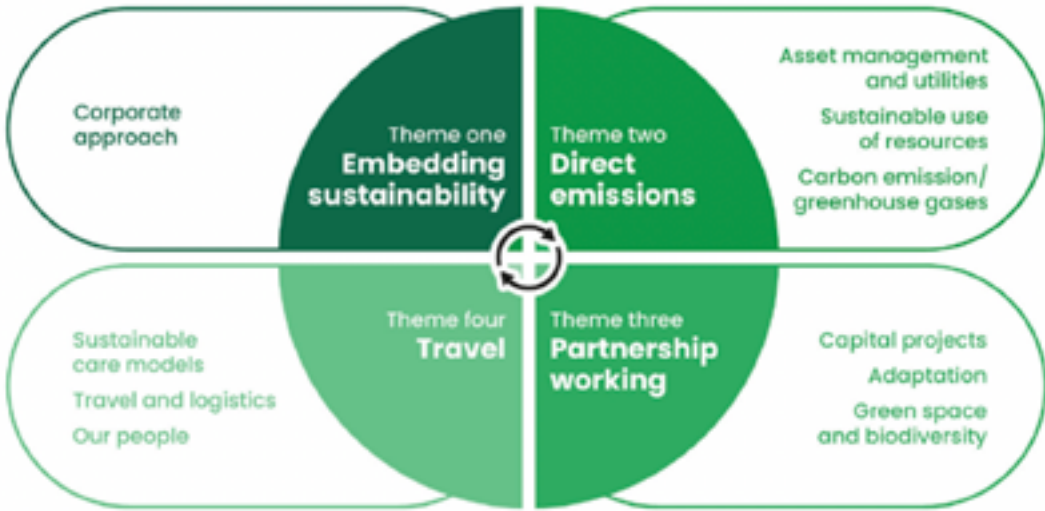 Corporate
approach
Theme one
Embedding
sustainability
Theme two
Direct
emissions
Asset management
and utilities
Sustainable use
of resources
Carbon emission/
greenhouse gases
Sustainable
care models
Travel and logistics
Our people
Theme four
Travel
Theme three
Partnership
working
Capital projects
Adaptation
Green space
and biodiversity